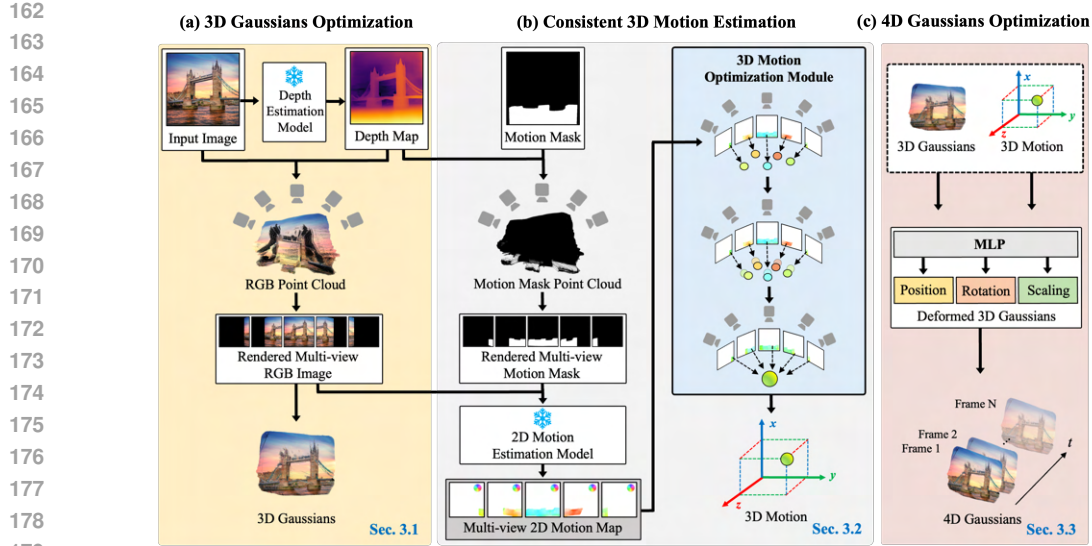 162
163
164
165
166
167
168
169
170
171
172
173
174
175
176
177
178
(a) 3D Gaussians Optimization
Input Image
Depth
Estimation
Model
Depth Map
RGB Point Cloud
Rendered Multi-view
RGB Image
3D Gaussians
Sec. 3.1
(b) Consistent 3D Motion Estimation
Motion Mask
Motion Mask Point Cloud
Rendered Multi-view
Motion Mask
2D Motion
Estimation Model
Multi-view 2D Motion Map
3D Motion
Optimization Module
x
y
z
3D Motion
Sec. 3.2
(c) 4D Gaussians Optimization
3D Gaussians
x
y
z
3D Motion
MLP
Position
Rotation
Scaling
Deformed 3D Gaussians
Frame N
Frame 2
Frame 1
t
4D Gaussians
Sec. 3.3